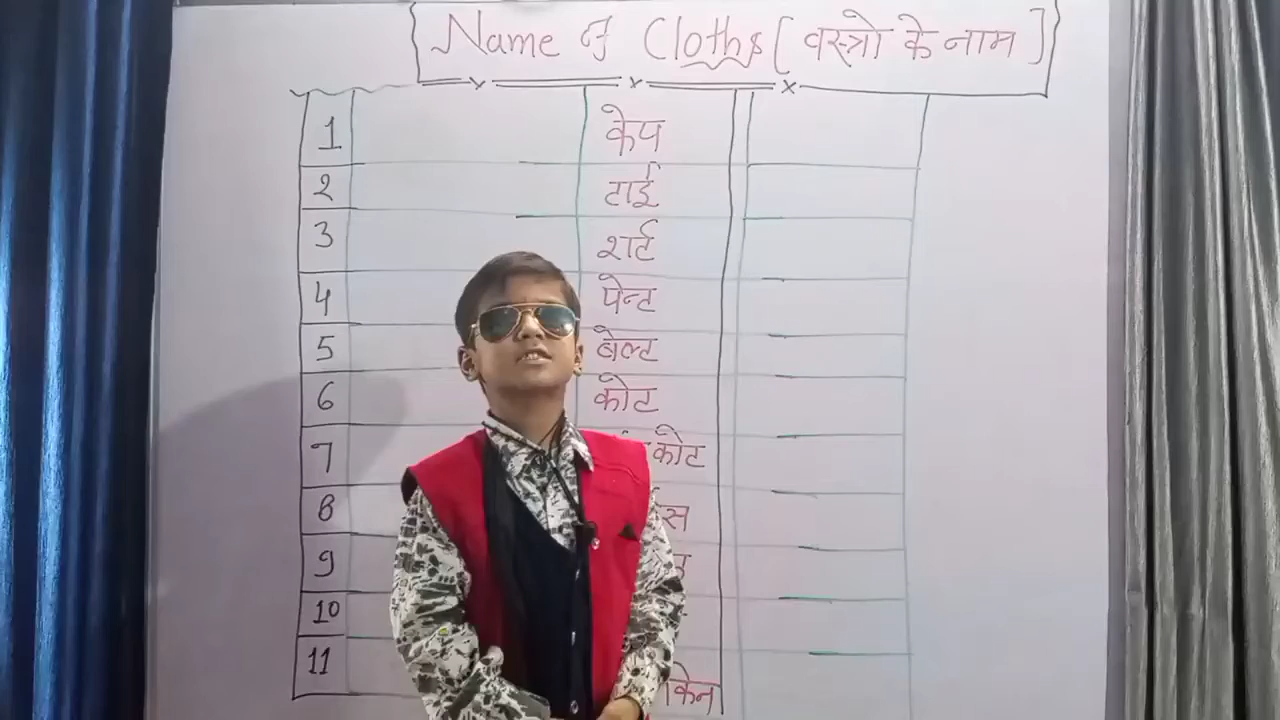 Name of Cloths [ वस्त्रो के नाम ]
1 केप
2 टाई
3 शर्ट
4 पेन्ट
5 बेल्ट
6 कोट
7 कोट
8
9
10
11